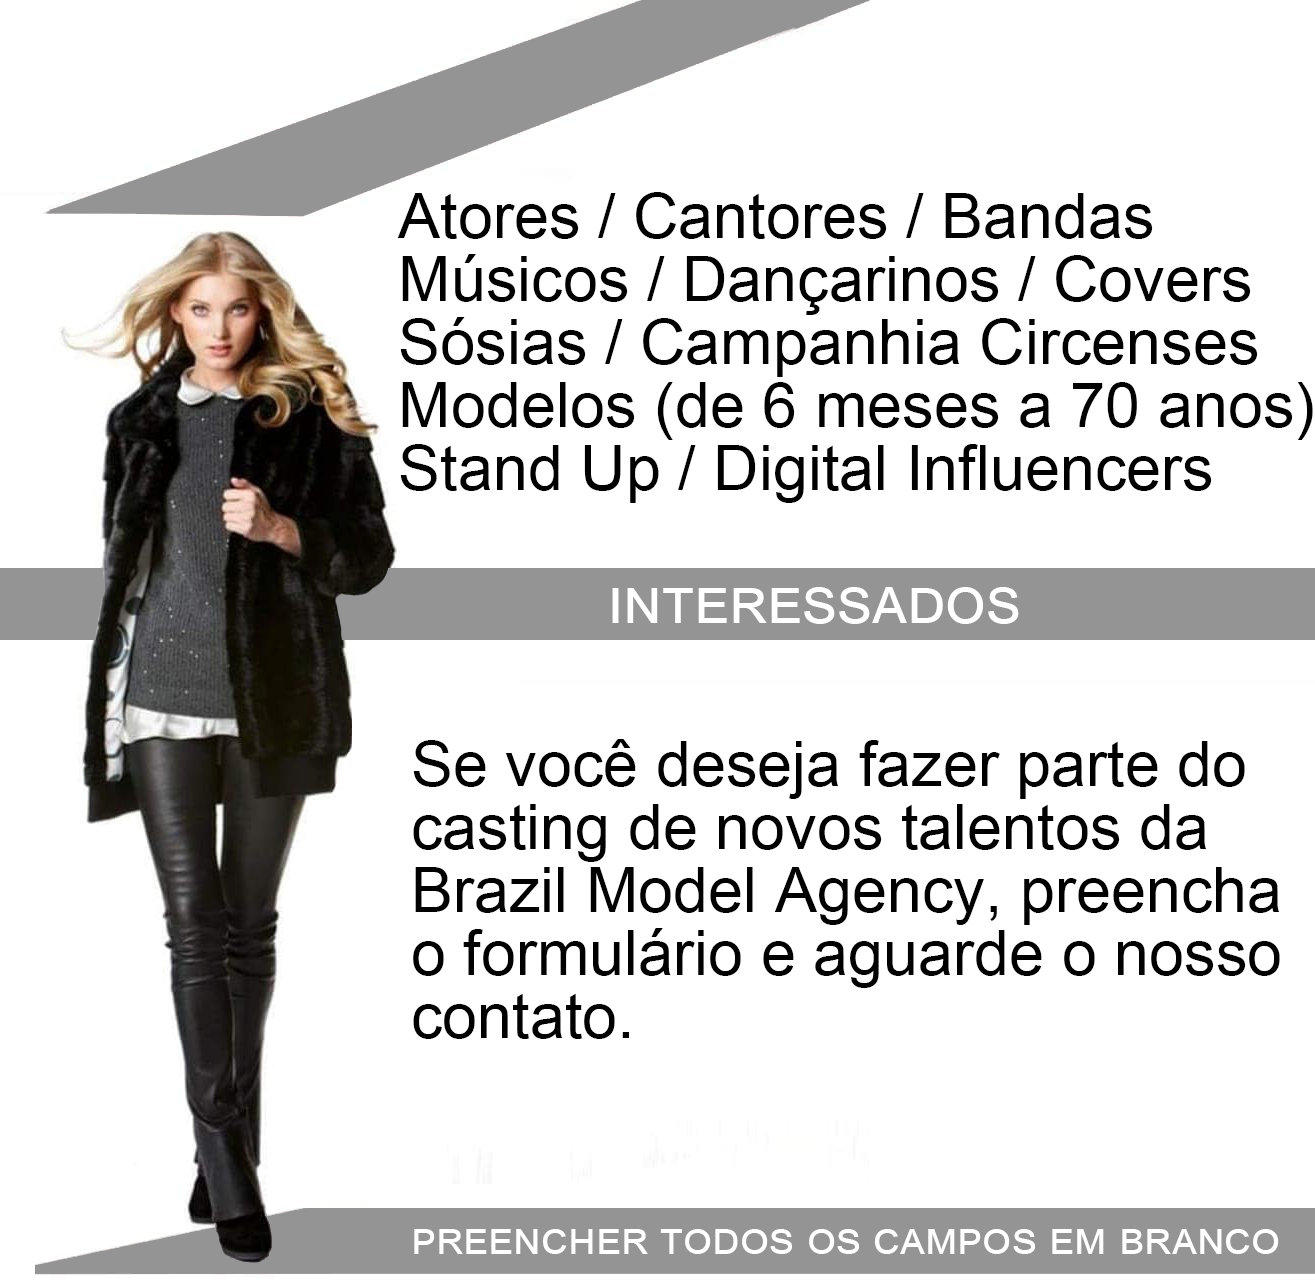 Atores / Cantores / Bandas
Músicos / Dançarinos / Covers
Sósias / Campanhia Circenses
Modelos (de 6 meses a 70 anos)
Stand Up / Digital Influencers
INTERESSADOS
Se você deseja fazer parte do
casting de novos talentos da
Brazil Model Agency, preencha
o formulário e aguarde o nosso
contato.
PREENCHER TODOS OS CAMPOS EM BRANCO